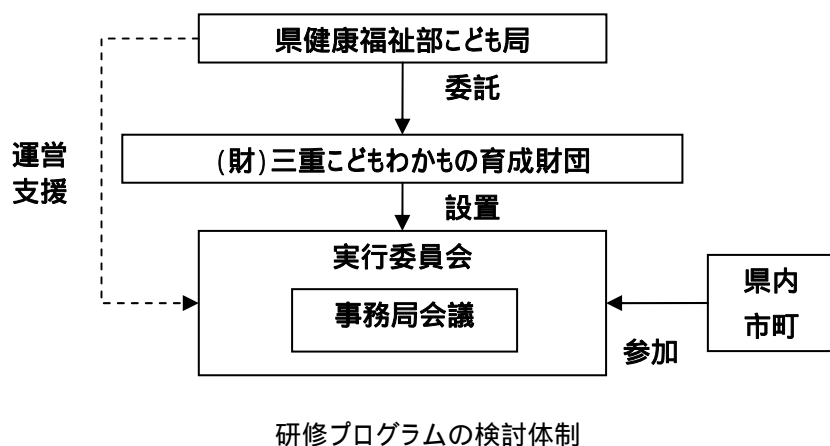 県健康福祉部こども局
委託
運営
支援
(財)三重こどもわかもの育成財団
設置
実行委員会
事務局会議
県内
市町
参加
研修プログラムの検討体制